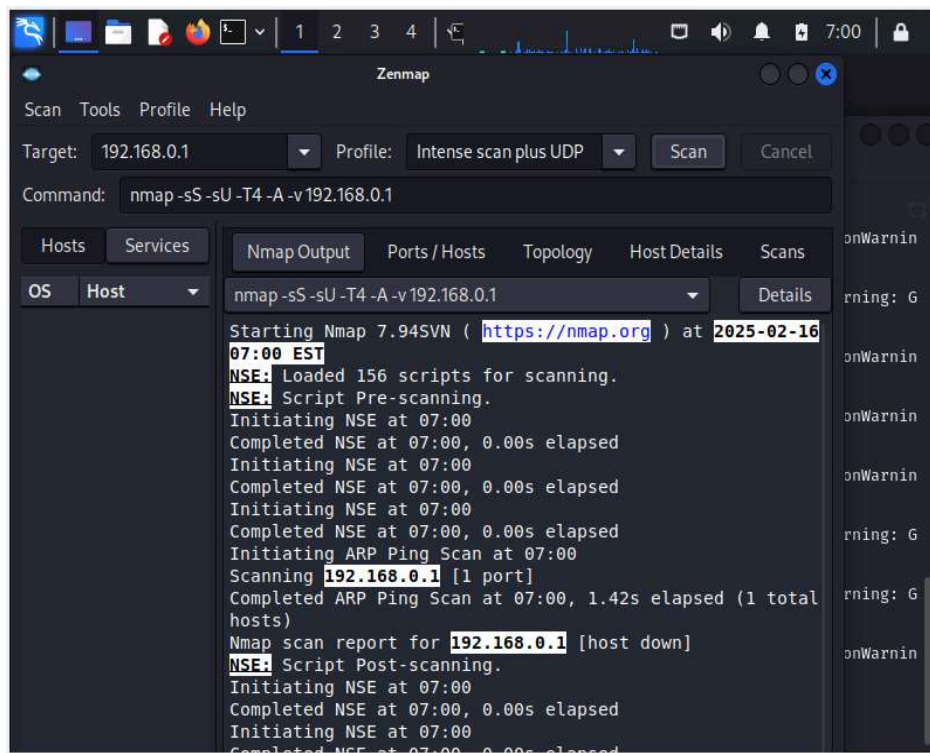 1 2 3 4 7:00
Zenmap
Scan Tools Profile Help
Target: 192.168.0.1 Profile: Intense scan plus UDP Scan Cancel
Command: nmap -sS -sU -T4 -A -v 192.168.0.1
Hosts Services
Nmap Output Ports / Hosts Topology Host Details Scans
OS Host
nmap -sS -sU -T4 -A -v 192.168.0.1 Details
Starting Nmap 7.94SVN ( https://nmap.org ) at 2025-02-16
07:00 EST
NSE: Loaded 156 scripts for scanning.
NSE: Script Pre-scanning.
Initiating NSE at 07:00
Completed NSE at 07:00, 0.00s elapsed
Initiating NSE at 07:00
Completed NSE at 07:00, 0.00s elapsed
Initiating NSE at 07:00
Completed NSE at 07:00, 0.00s elapsed
Initiating ARP Ping Scan at 07:00
Scanning 192.168.0.1 [1 port]
Completed ARP Ping Scan at 07:00, 1.42s elapsed (1 total
hosts)
Nmap scan report for 192.168.0.1 [host down]
NSE: Script Post-scanning.
Initiating NSE at 07:00
Completed NSE at 07:00, 0.00s elapsed
Initiating NSE at 07:00
Completed NSE at 07:00, 0.00s elapsed
onWarnin
rning: G
onWarnin
onWarnin
onWarnin
rning: G
rning: G
onWarnin